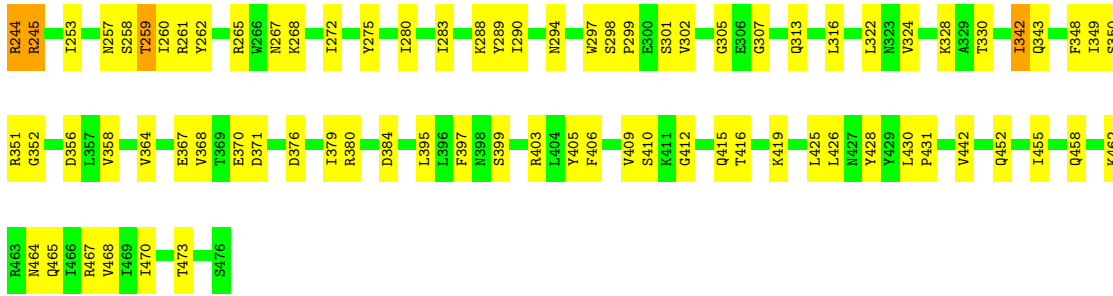 R244 R245 I253 N257 S258 T259 I260 R261 Y262 R265 W266 N267 K268 I272 Y275 I280 I283 K288 Y289 I290 N294 W297 S298 P299 E300 S301 V302 G305 E306 G307 Q313 L316 L322 N323 V324 K328 A329 T330 I342 Q343 F348 I349 S350
R351 G352 D356 L357 V358 V364 E367 V368 T369 E370 D371 D376 I379 R380 D384 L395 L396 F397 N398 S399 R403 L404 Y405 F406 V409 S410 K411 G412 Q415 T416 K419 L425 L426 N427 Y428 Y429 L430 P431 V442 Q452 I455 Q458
R463 N464 Q465 I466 R467 V468 I469 I470 T473 S476